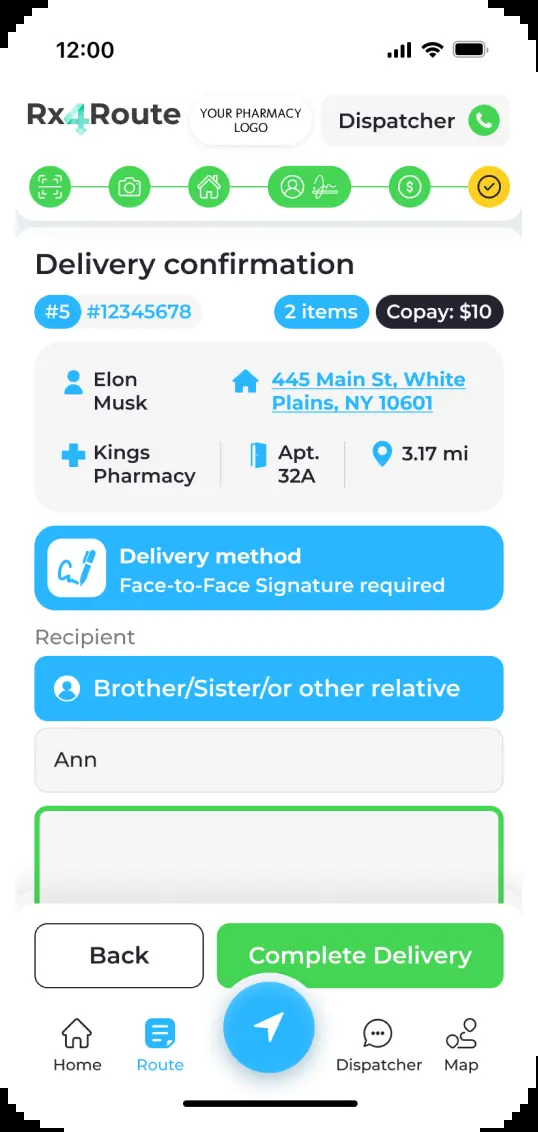 12:00
Rx4Route
YOUR PHARMACY
LOGO
Dispatcher
$
Delivery confirmation
#5 #12345678 2 items Copay: $10
Elon
Musk
445 Main St, White
Plains, NY 10601
Kings
Pharmacy
Apt.
32A
3.17 mi
Delivery method
Face-to-Face Signature required
Recipient
Brother/Sister/or other relative
Ann
Back
Complete Delivery
Home
Route
Dispatcher
Map